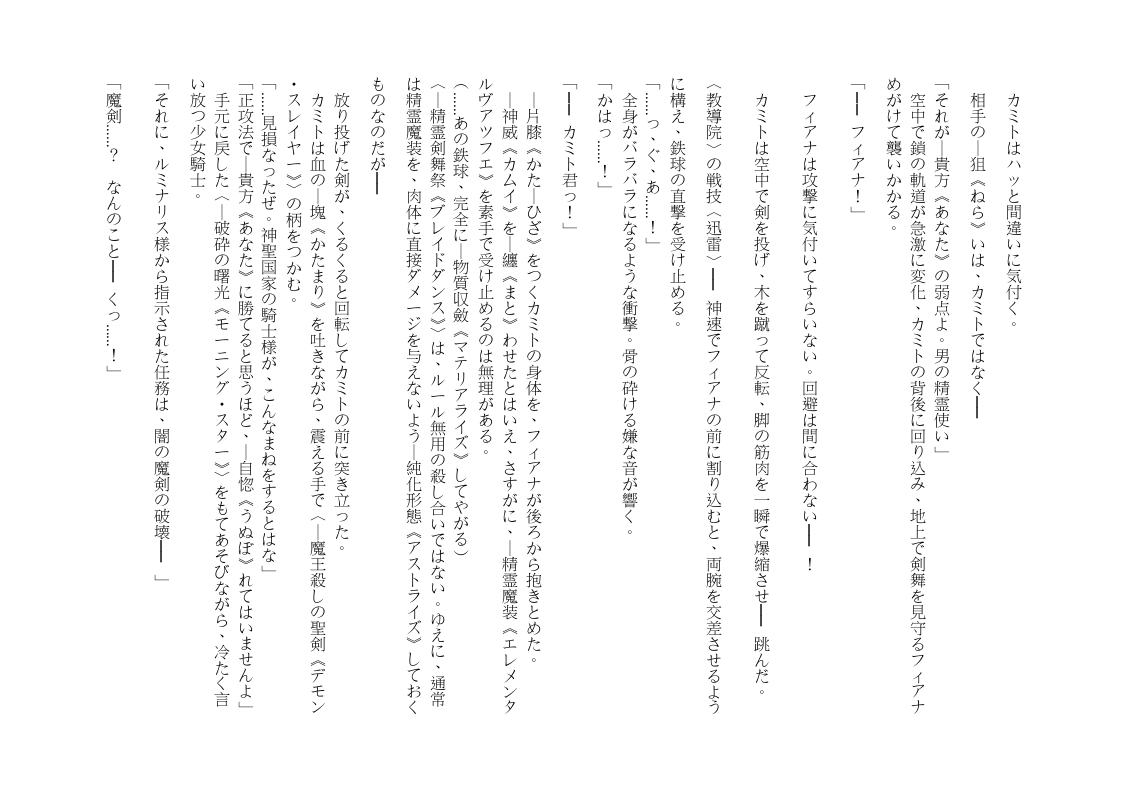 カミトはハッと間違いに気付く。
相手の―狙《ねら》いは、カミトではなく━━
「それが―貴方《あなた》の弱点よ。男の精霊使い」
空中で鎖の軌道が急激に変化、カミトの背後に回り込み、地上で剣舞を見守るフィアナ
めがけて襲いかかる。
「━━ フィアナ！」
フィアナは攻撃に気付いてすらいない。回避は間に合わない━━ ！
カミトは空中で剣を投げ、木を蹴って反転、脚の筋肉を一瞬で爆縮させ━━ 跳んだ。
〈教導院〉の戦技〈迅雷〉━━ 神速でフィアナの前に割り込むと、両腕を交差させるよう
に構え、鉄球の直撃を受け止める。
「……っ、ぐ、あ……！」
全身がバラバラになるような衝撃。骨の砕ける嫌な音が響く。
「かはっ……！」
「━━ カミト君っ！」
―片膝《かた―ひざ》をつくカミトの身体を、フィアナが後ろから抱きとめた。
―神威《カムイ》を―纏《まと》わせたとはいえ、さすがに、―精霊魔装《エレメンタ
ルヴアツフエ》を素手で受け止めるのは無理がある。
（……あの鉄球、完全に―物質収斂《マテリアライズ》してやがる）
〈―精霊剣舞祭《ブレイドダンス》〉は、ルール無用の殺し合いではない。ゆえに、通常
は精霊魔装を、肉体に直接ダメージを与えないよう―純化形態《アストライズ》しておく
ものなのだが━━
放り投げた剣が、くるくると回転してカミトの前に突き立った。
カミトは血の―塊《かたまり》を吐きながら、震える手で〈―魔王殺しの聖剣《デモン
・スレイヤー》〉の柄をつかむ。
「……見損なったぜ。神聖国家の騎士様が、こんなまねをするとはな」
「正攻法で―貴方《あなた》に勝てると思うほど、―自惚《うぬぼ》れてはいませんよ」
手元に戻した〈―破砕の曙光《モーニング・スター》〉をもてあそびながら、冷たく言
い放つ少女騎士。
「それに、ルミナリス様から指示された任務は、闇の魔剣の破壊━━ 」
「魔剣……？　なんのこと━━ くっ……！」